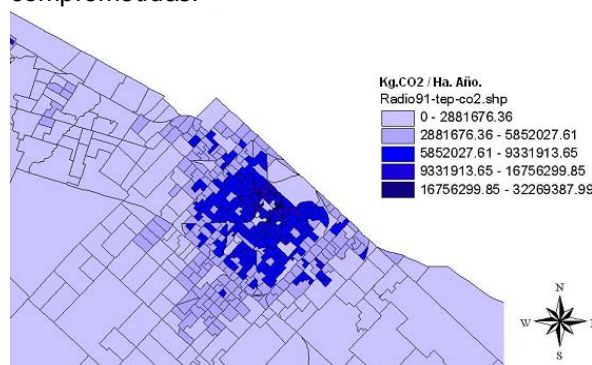 comprometidas.
Kg.CO2 / Ha. Año.
Radio91-tep-co2.shp
0 - 2881676.36
2881676.36 - 5852027.61
5852027.61 - 9331913.65
9331913.65 - 16756299.85
16756299.85 - 32269387.99
N
W
S